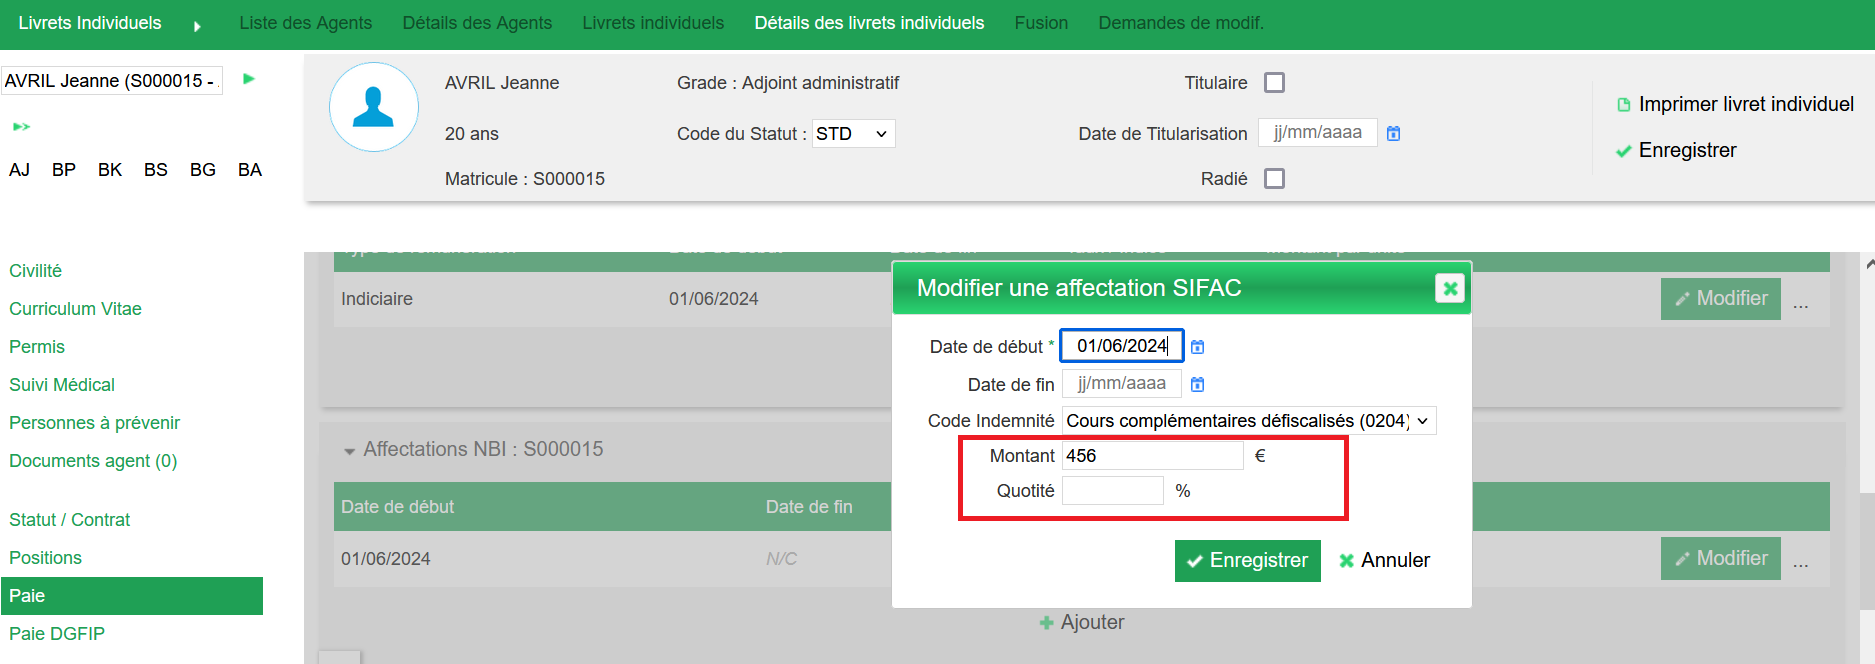 Livrets Individuels Liste des Agents Détails des Agents Livrets individuels Détails des livrets individuels Fusion Demandes de modif.
AVRIL Jeanne (S000015 -
AJ BP BK BS BG BA
AVRIL Jeanne Grade : Adjoint administratif Titulaire
20 ans Code du Statut : STD Date de Titularisation jj/mm/aaaa
Matricule : S000015 Radié
Imprimer livret individuel
Enregistrer
Civilité
Curriculum Vitae
Permis
Suivi Médical
Personnes à prévenir
Documents agent (0)
Statut / Contrat
Positions
Paie
Paie DGFIP
Indiciaire 01/06/2024 Modifier ...
Affectations NBI : S000015
Date de début Date de fin
01/06/2024 N/C Modifier ...
Ajouter
Modifier une affectation SIFAC
Date de début * 01/06/2024
Date de fin jj/mm/aaaa
Code Indemnité Cours complémentaires défiscalisés (0204)
Montant 456 €
Quotité %
Enregistrer Annuler